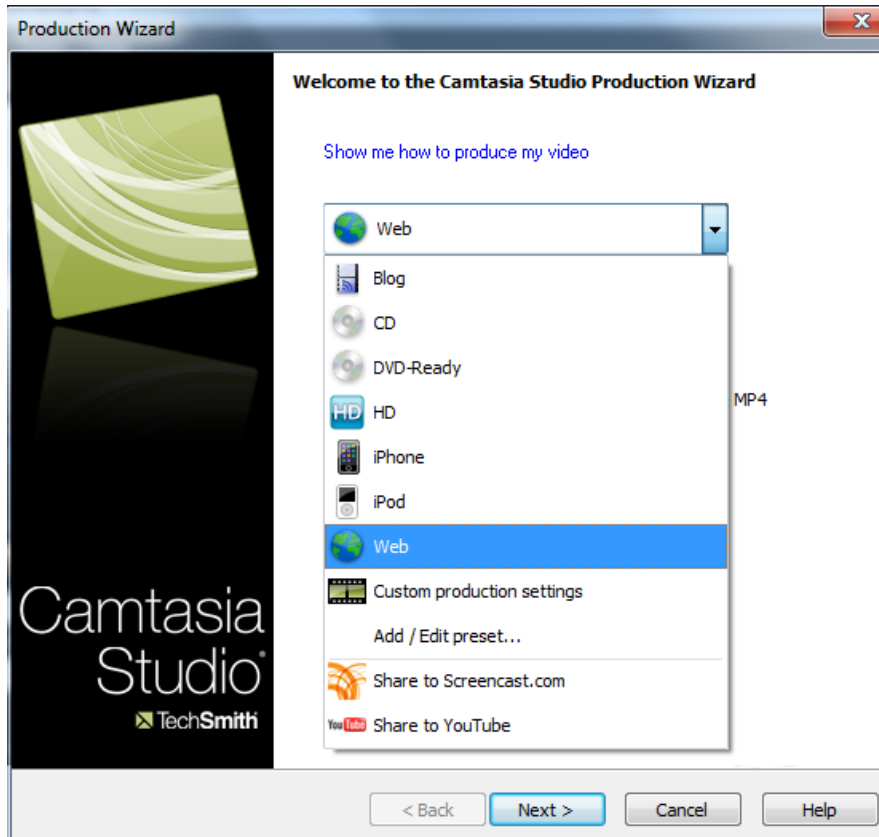 Production Wizard
Welcome to the Camtasia Studio Production Wizard
Show me how to produce my video
Web
Blog
CD
DVD-Ready
HD HD
MP4
iPhone
iPod
Web
Custom production settings
Add / Edit preset...
Share to Screencast.com
YouTube Share to YouTube
Camtasia
Studio
TechSmith
< Back Next > Cancel Help